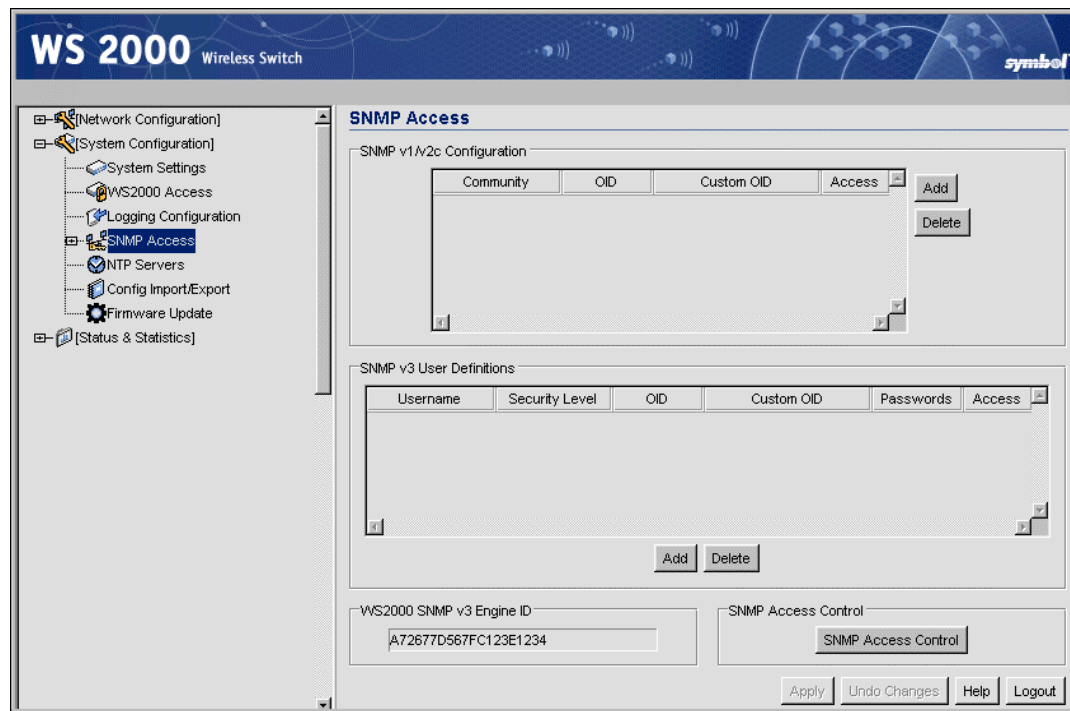 WS 2000 Wireless Switch
symbol
[Network Configuration]
[System Configuration]
System Settings
WS2000 Access
Logging Configuration
SNMP Access
NTP Servers
Config Import/Export
Firmware Update
[Status & Statistics]
SNMP Access
SNMP v1/v2c Configuration
Community OID Custom OID Access
Add
Delete
SNMP v3 User Definitions
Username Security Level OID Custom OID Passwords Access
Add Delete
WS2000 SNMP v3 Engine ID
A72677D567FC123E1234
SNMP Access Control
SNMP Access Control
Apply Undo Changes Help Logout